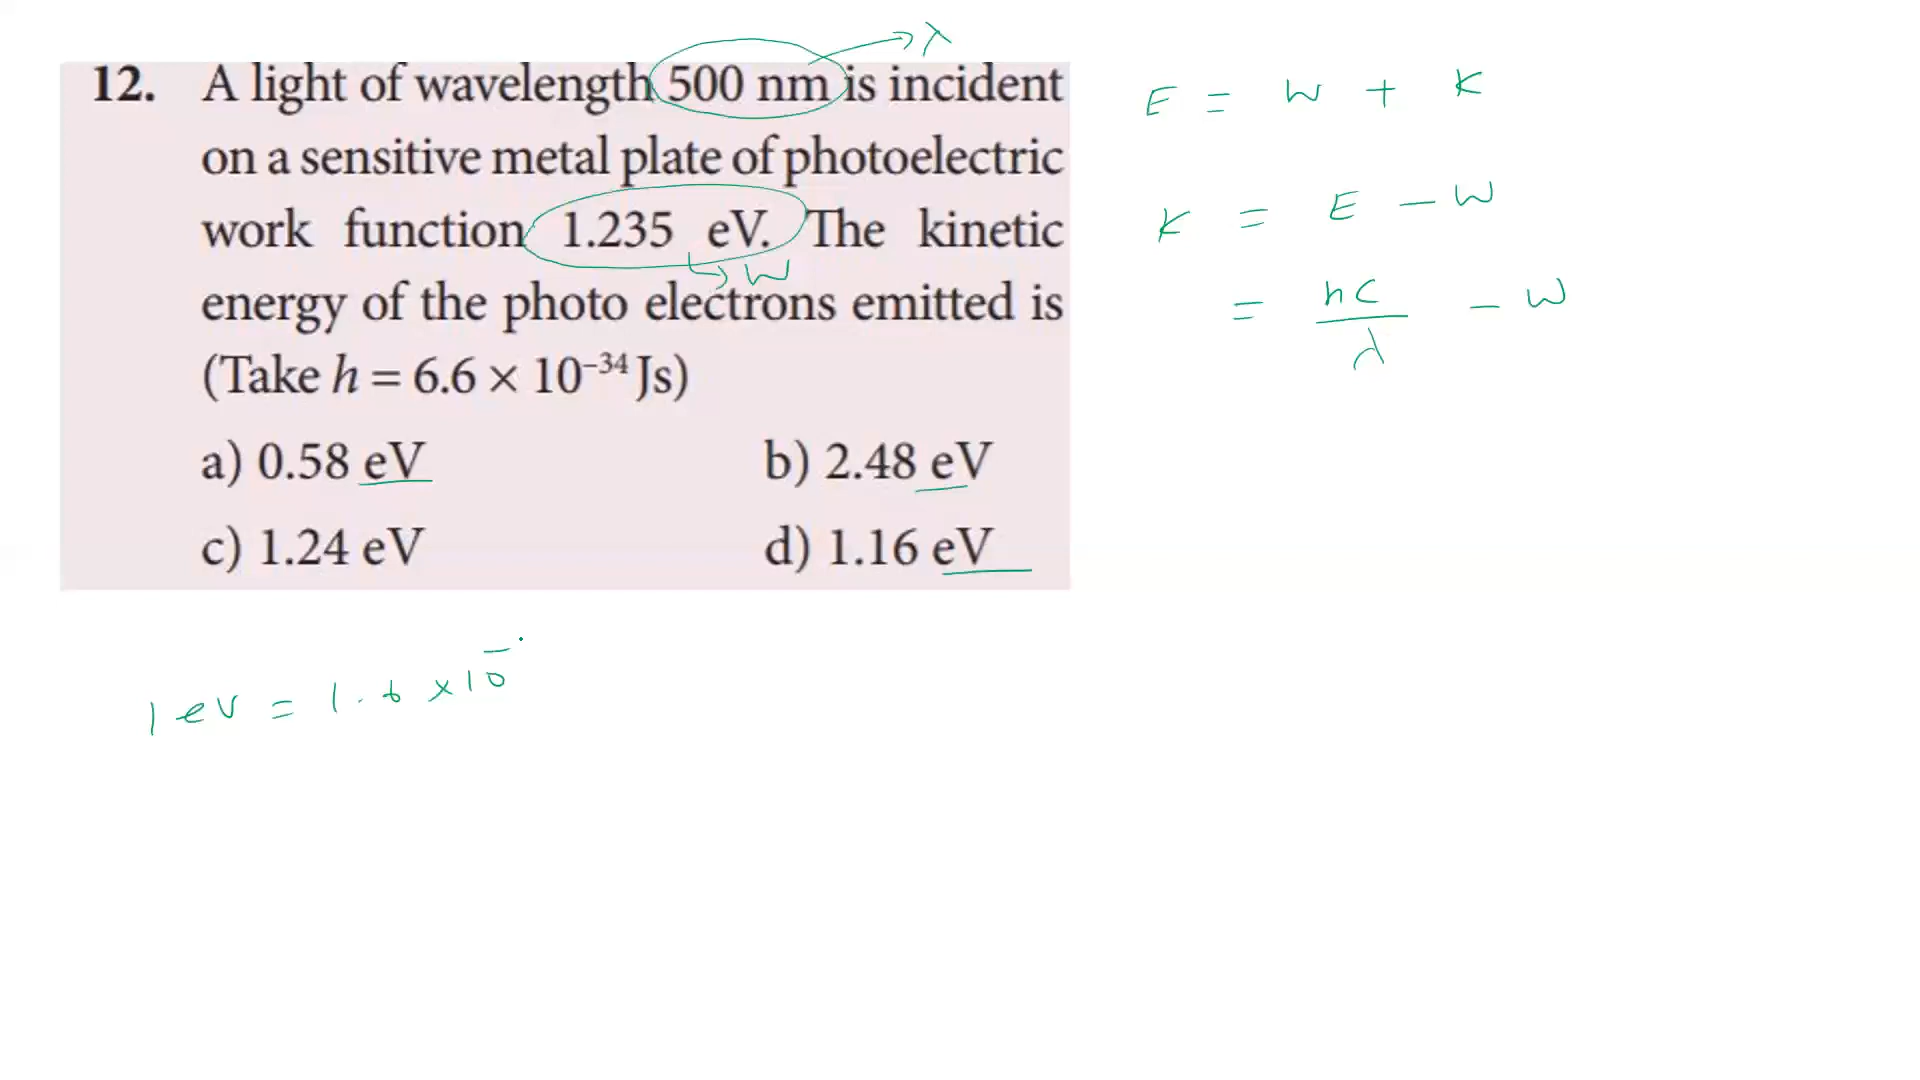 12. A light of wavelength 500 nm is incident
→ λ
on a sensitive metal plate of photoelectric
work function 1.235 eV. The kinetic
↳ W
energy of the photo electrons emitted is
(Take h = 6.6 × 10⁻³⁴ Js)
a) 0.58 eV b) 2.48 eV
c) 1.24 eV d) 1.16 eV
E = W + K
K = E - W
= hc/λ - W
1 eV = 1.6 × 10⁻